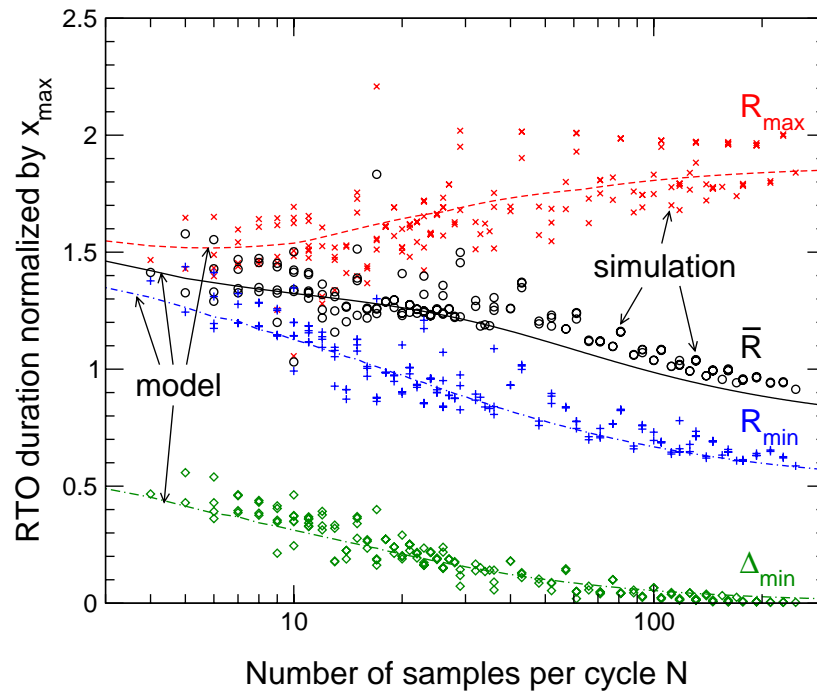 2.5
2
1.5
1
0.5
0
10
100
RTO duration normalized by x_max
Number of samples per cycle N
R_max
simulation
R̄
model
R_min
Δ_min